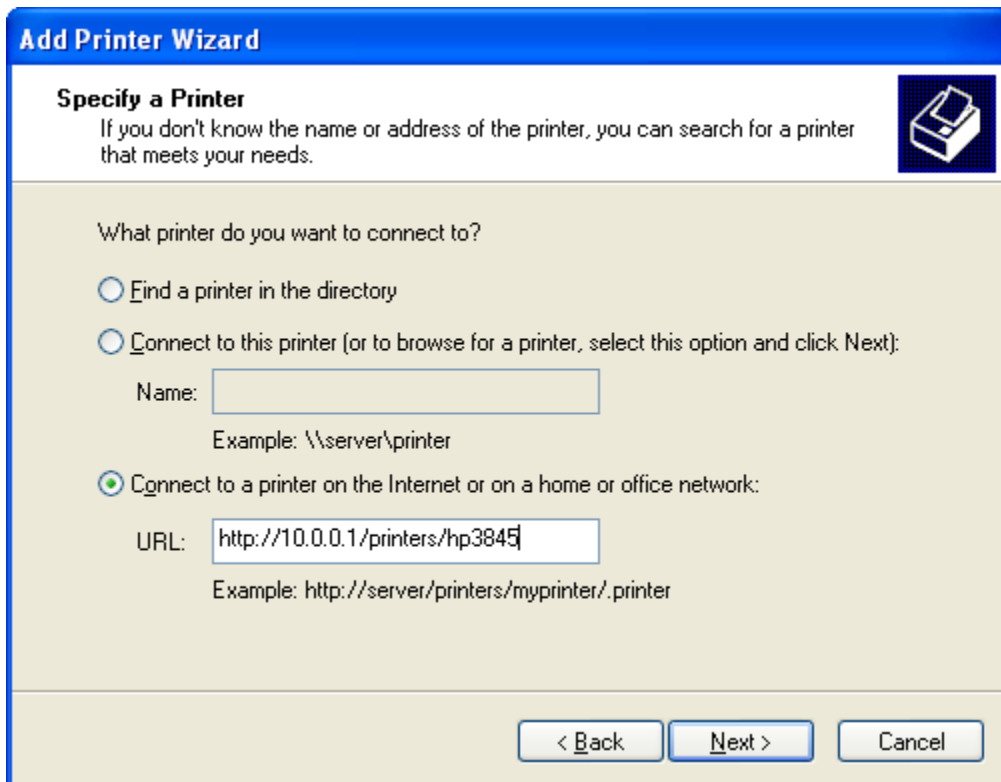 Add Printer Wizard
Specify a Printer
If you don't know the name or address of the printer, you can search for a printer
that meets your needs.
What printer do you want to connect to?
Find a printer in the directory
Connect to this printer (or to browse for a printer, select this option and click Next):
Name:
Example: \\server\printer
Connect to a printer on the Internet or on a home or office network:
URL: http://10.0.0.1/printers/hp3845
Example: http://server/printers/myprinter/.printer
< Back Next > Cancel